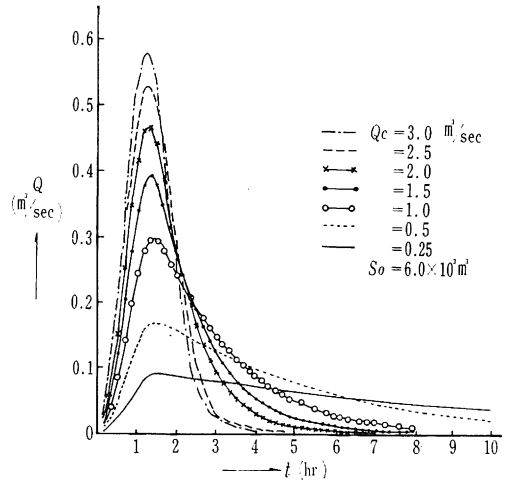 0.6
0.5
0.4
0.3
0.2
0.1
0
Q
(m³/sec)
Qc =3.0 m³/sec
=2.5
=2.0
=1.5
=1.0
=0.5
=0.25
So =6.0×10³m³
1 2 3 4 5 6 7 8 9 10
t (hr)